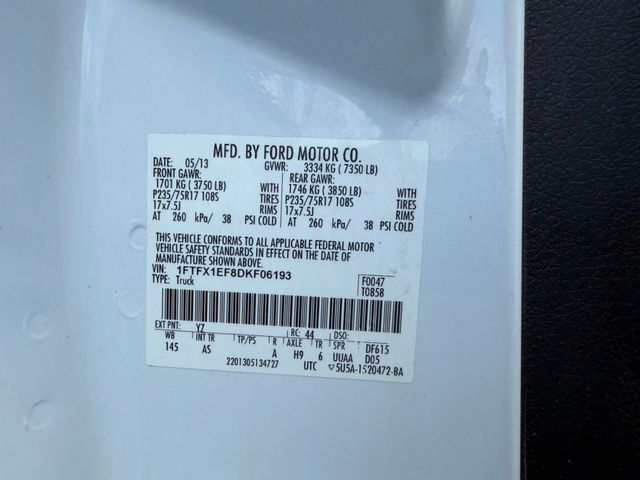 MFD. BY FORD MOTOR CO.
DATE: 05/13 GVWR: 3334 KG ( 7350 LB)
FRONT GAWR: REAR GAWR:
1701 KG ( 3750 LB) WITH 1746 KG ( 3850 LB) WITH
P235/75R17 108S TIRES P235/75R17 108S TIRES
17x7.5J RIMS 17x7.5J RIMS
AT 260 kPa/ 38 PSI COLD AT 260 kPa/ 38 PSI COLD
THIS VEHICLE CONFORMS TO ALL APPLICABLE FEDERAL MOTOR
VEHICLE SAFETY STANDARDS IN EFFECT ON THE DATE OF
MANUFACTURE SHOWN ABOVE.
VIN: 1FTFX1EF8DKF06193 F0047
TYPE: Truck T0858
EXT PNT: YZ RC: 44 DSO:
WB INT TR TP/PS R AXLE TR SPR DF615
145 AS A H9 6 UUAA D05
2201305134727 UTC ▽5U5A-1520472-BA